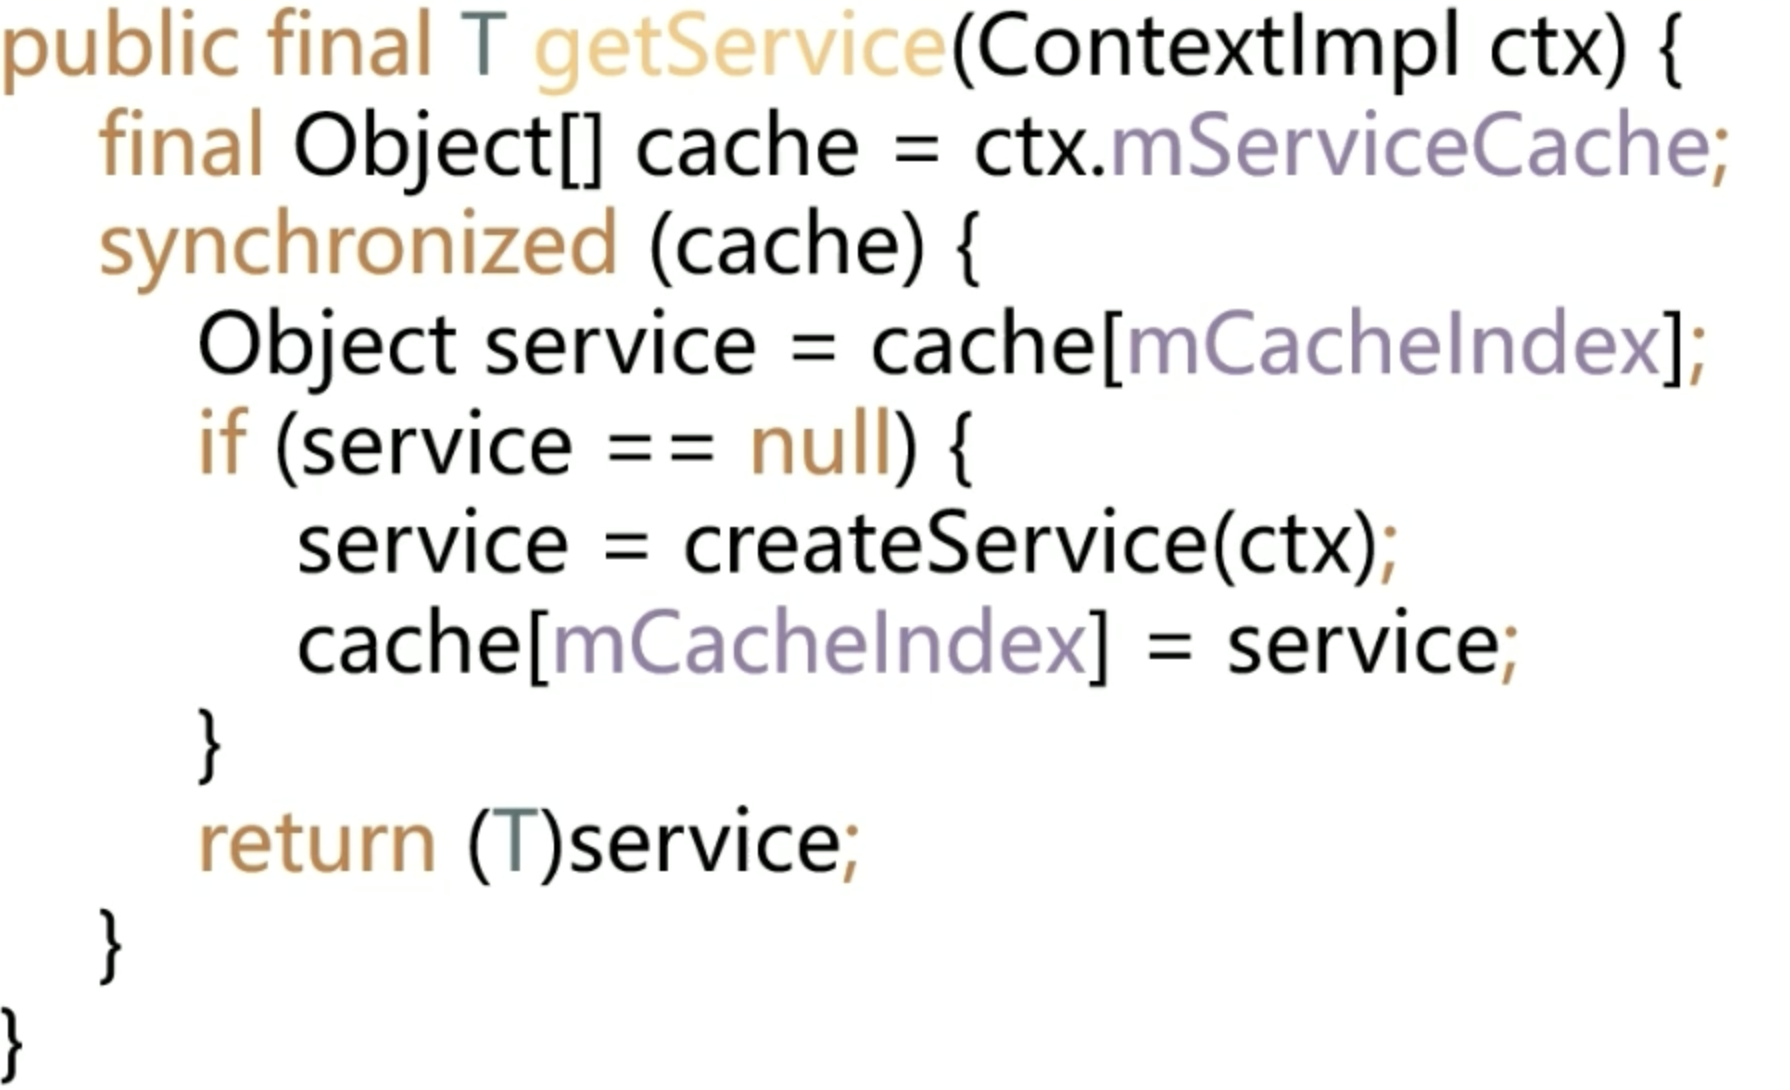 public final T getService(ContextImpl ctx) {
    final Object[] cache = ctx.mServiceCache;
    synchronized (cache) {
        Object service = cache[mCacheIndex];
        if (service == null) {
            service = createService(ctx);
            cache[mCacheIndex] = service;
        }
        return (T)service;
    }
}